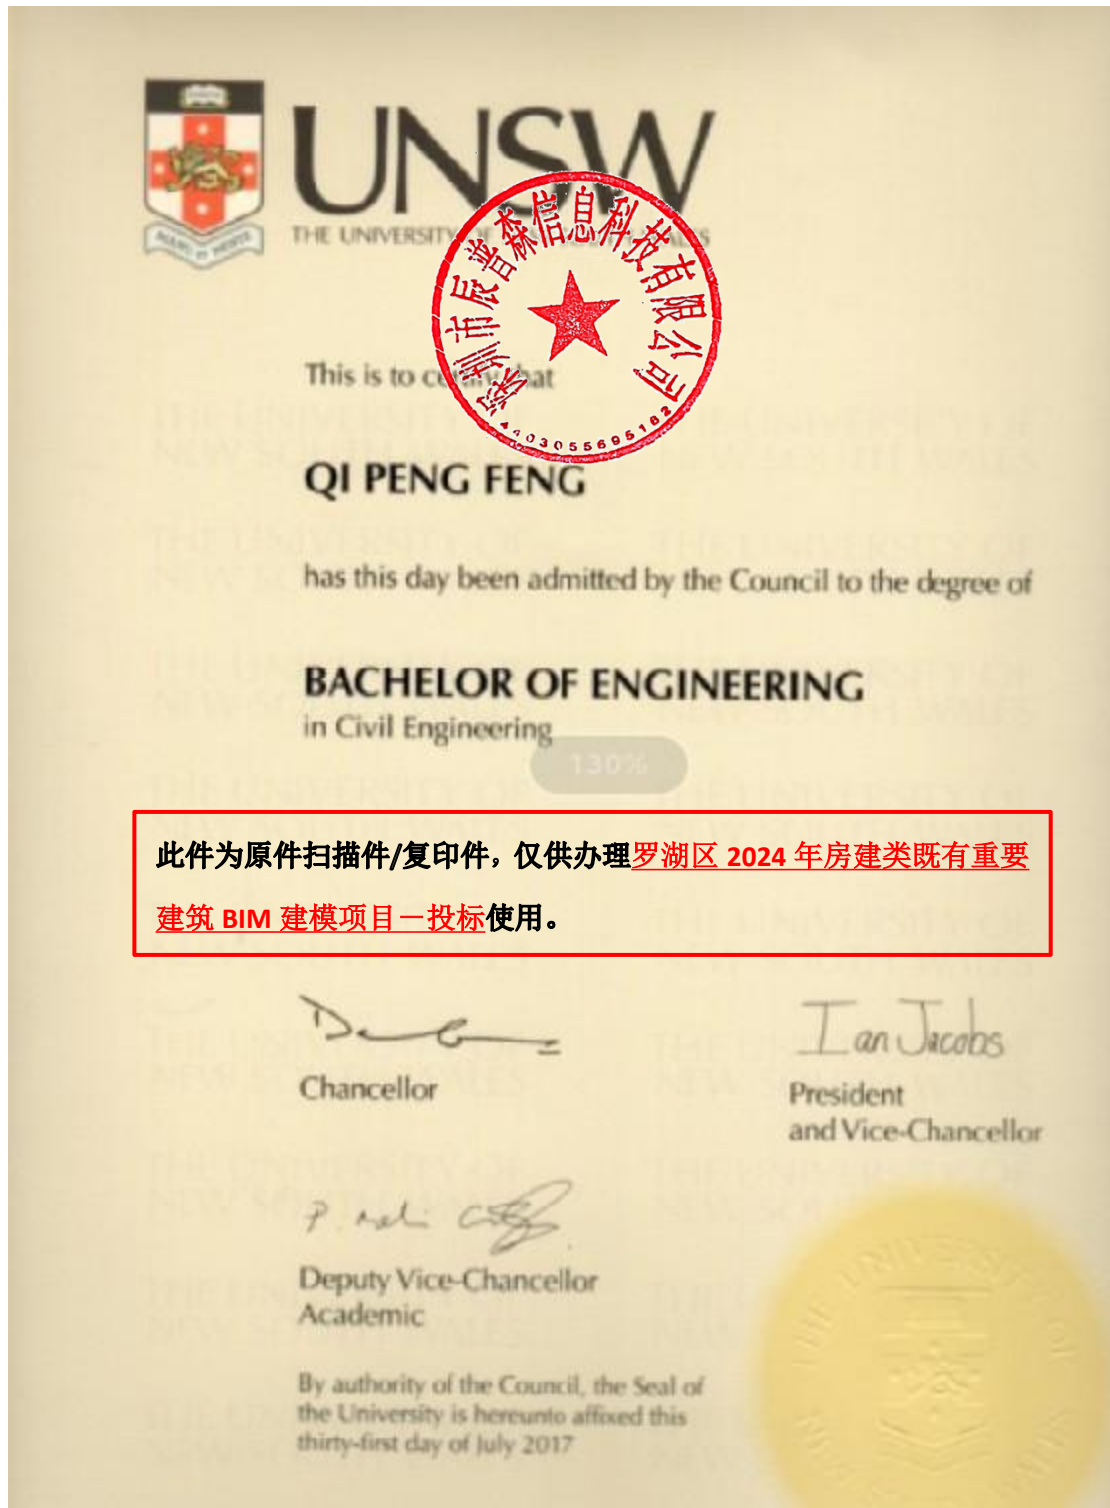 UNSW
THE UNIVERSITY OF NEW SOUTH WALES
MANU ET MENTE
深圳市辰普森信息科技有限公司
4403055695182
This is to certify that
QI PENG FENG
has this day been admitted by the Council to the degree of
BACHELOR OF ENGINEERING
in Civil Engineering
130%
此件为原件扫描件/复印件，仅供办理罗湖区 2024 年房建类既有重要
建筑 BIM 建模项目－投标使用。
Ian Jacobs
Chancellor
President
and Vice-Chancellor
Deputy Vice-Chancellor
Academic
By authority of the Council, the Seal of
the University is hereunto affixed this
thirty-first day of July 2017